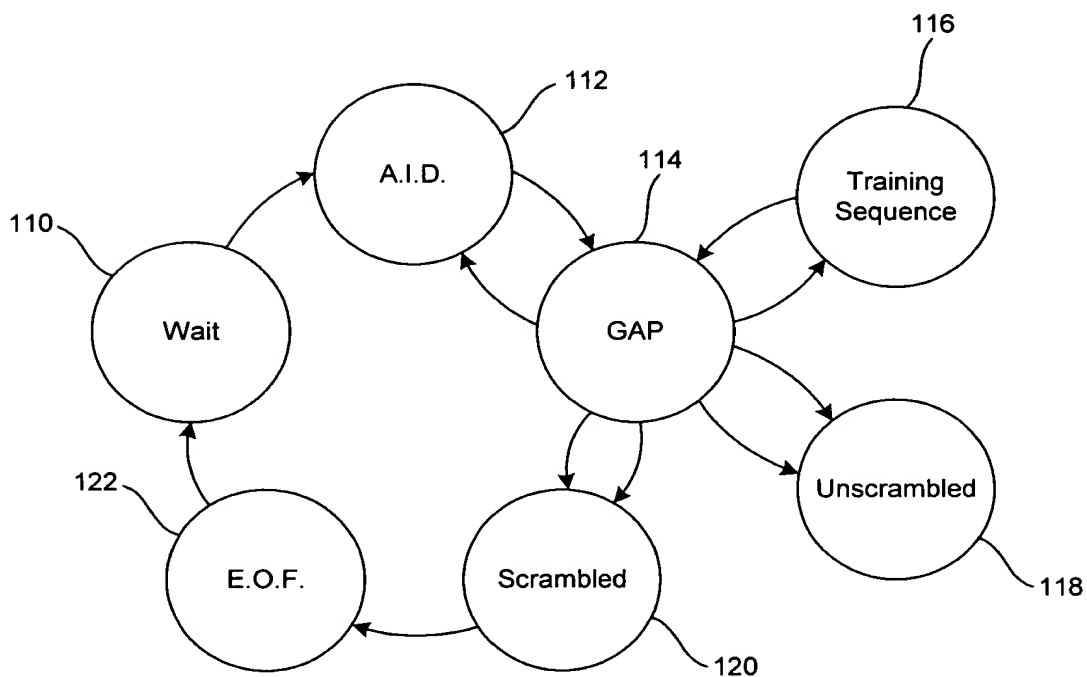 116
112
A.I.D.
114
Training
Sequence
110
Wait
GAP
122
Unscrambled
E.O.F.
Scrambled
118
120